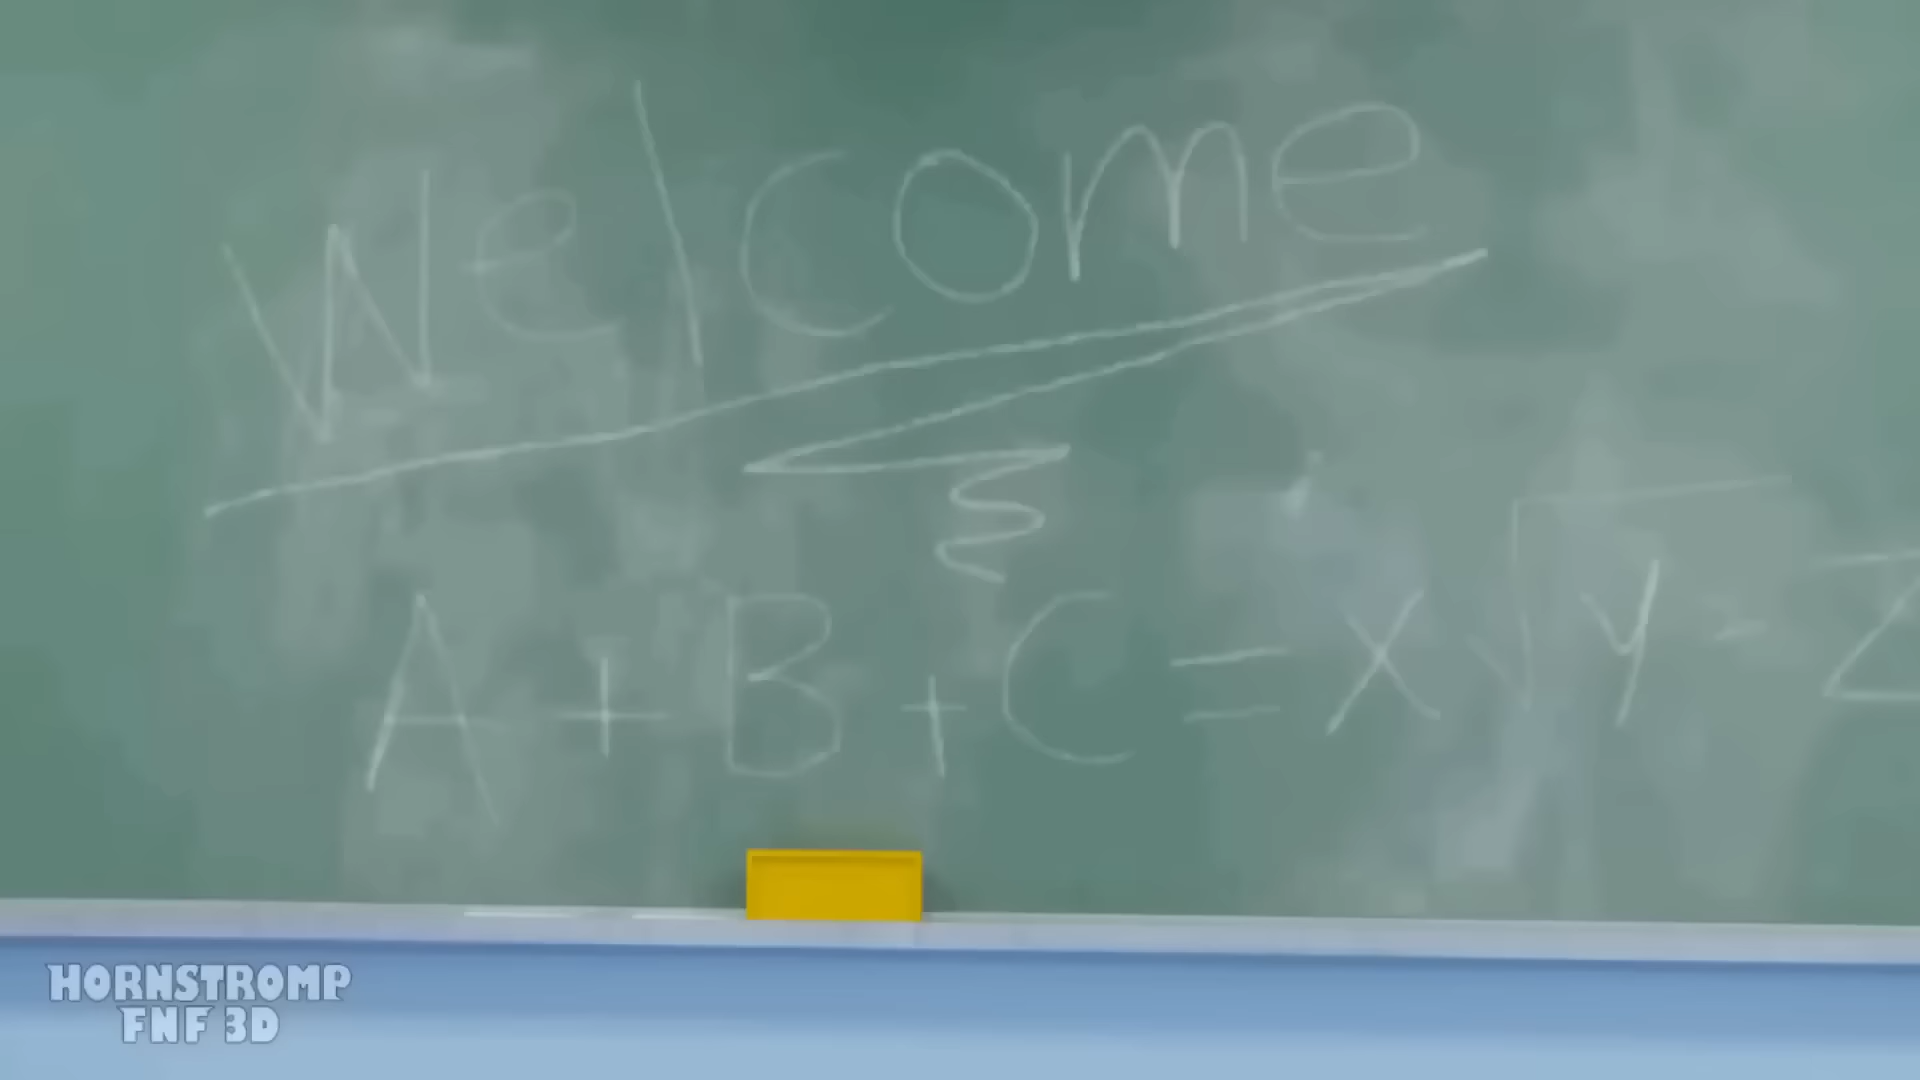 Welcome
A + B + C = x √y - Z
HORNSTROMP
FNF 3D